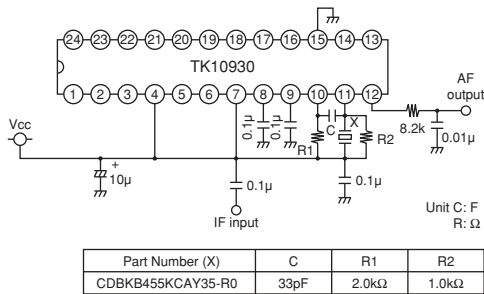 24 23 22 21 20 19 18 17 16 15 14 13
TK10930
1 2 3 4 5 6 7 8 9 10 11 12
AF
output
Vcc
+
10μ
0.1μ
0.1μ
C
X
R1
R2
8.2k
0.01μ
0.1μ
0.1μ
IF input
Unit C: F
R: Ω
Part Number (X) C R1 R2
CDBKB455KCAY35-R0 33pF 2.0kΩ 1.0kΩ